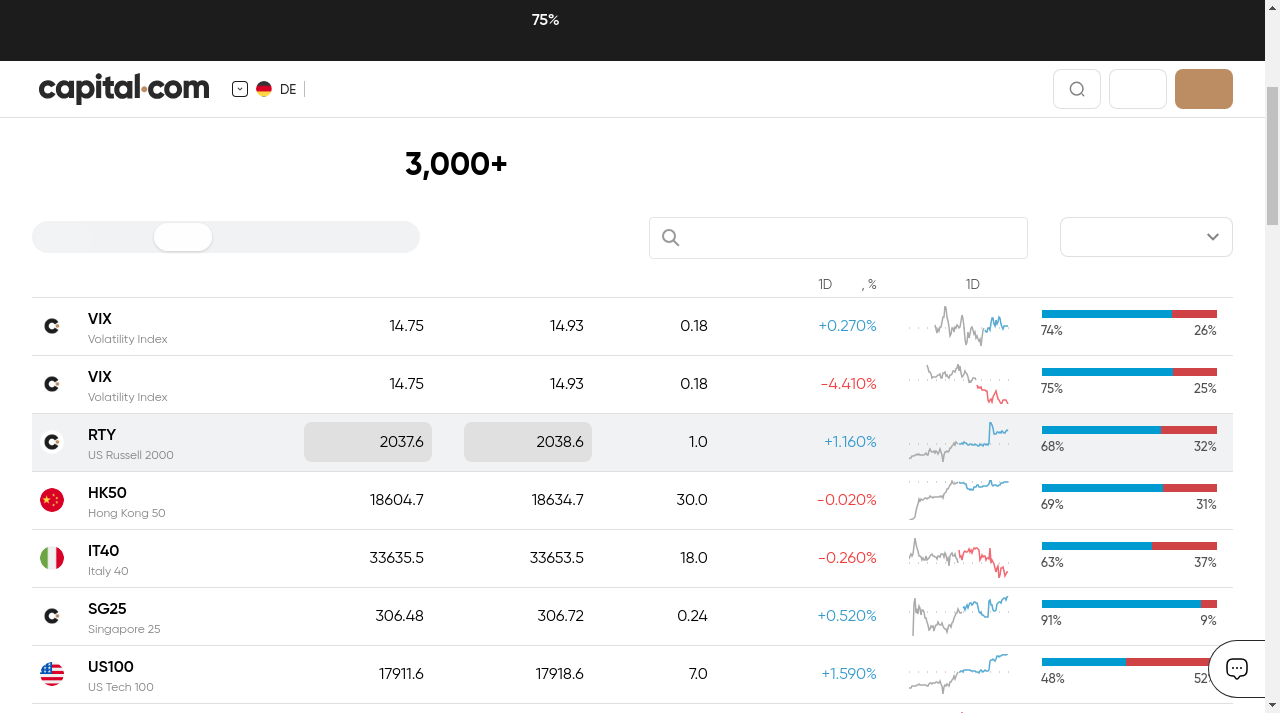 75%
capital.com
DE
3,000+
1D , % 1D
VIX 14.75 14.93 0.18 +0.270% 74% 26%
Volatility Index
VIX 14.75 14.93 0.18 -4.410% 75% 25%
Volatility Index
RTY 2037.6 2038.6 1.0 +1.160% 68% 32%
US Russell 2000
HK50 18604.7 18634.7 30.0 -0.020% 69% 31%
Hong Kong 50
IT40 33635.5 33653.5 18.0 -0.260% 63% 37%
Italy 40
SG25 306.48 306.72 0.24 +0.520% 91% 9%
Singapore 25
US100 17911.6 17918.6 7.0 +1.590% 48% 52
US Tech 100